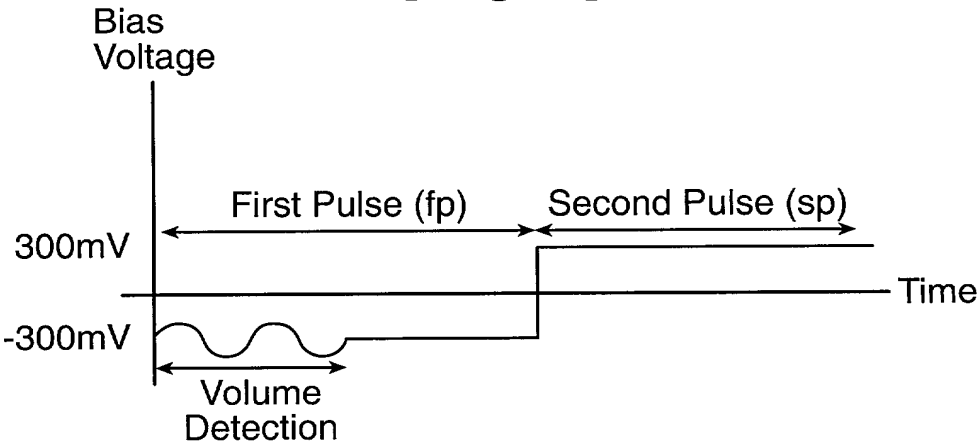 Bias
Voltage
First Pulse (fp)
Second Pulse (sp)
300mV
Time
-300mV
Volume
Detection